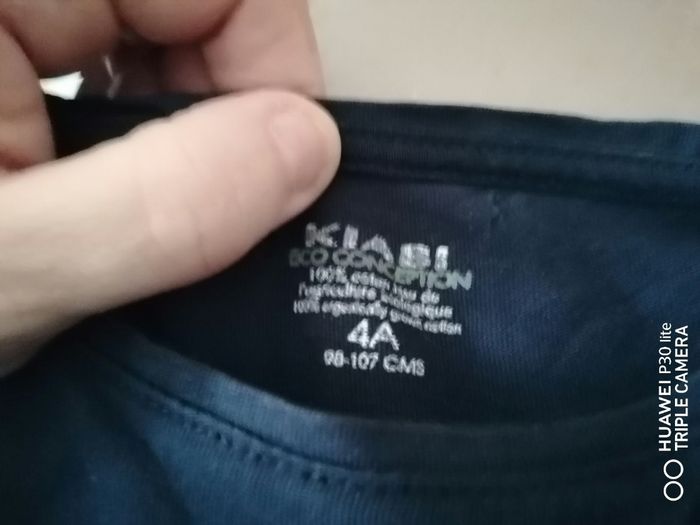 KIABI
ECO CONCEPTION
100% coton issu de
l'agriculture biologique
100% organically grown cotton
4A
98-107 CMS
HUAWEI P30 lite
TRIPLE CAMERA